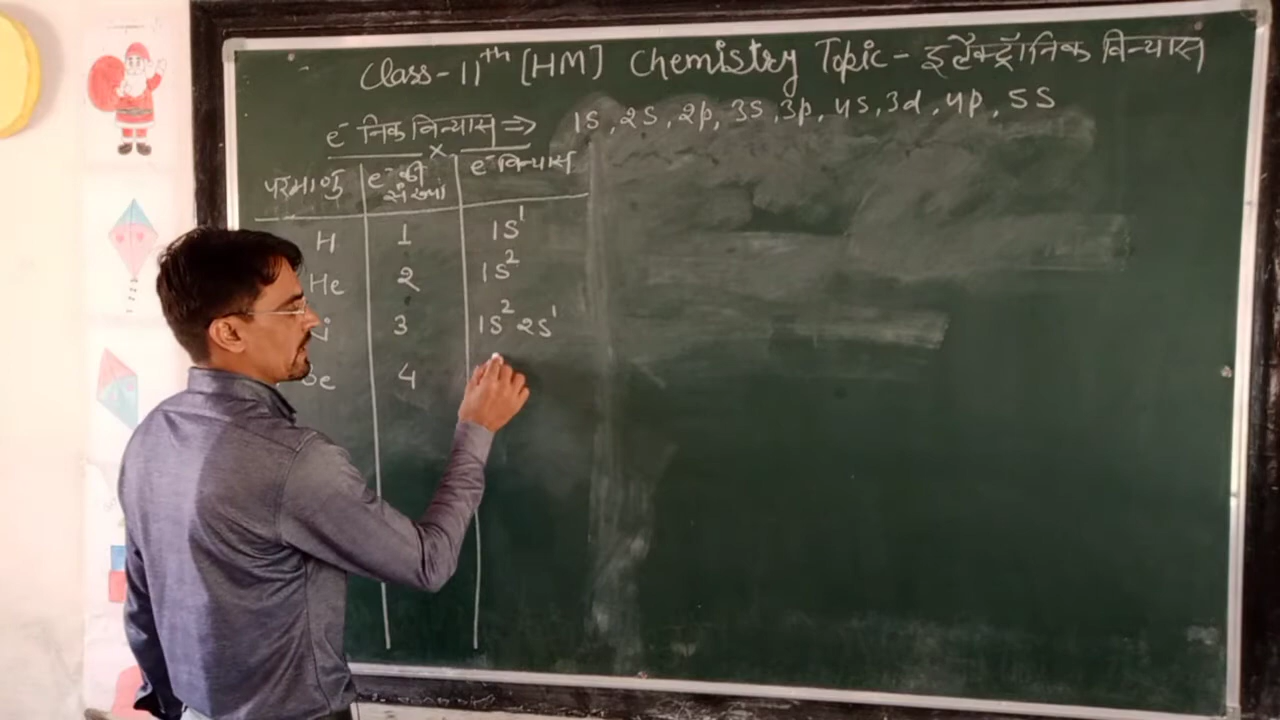 Class-11th [HM] Chemistry Topic - इलैक्ट्रॉनिक विन्यास
e⁻ निक विन्यास ⇒ 1S, 2S, 2p, 3S, 3p, 4S, 3d, 4p, 5S
×
परमाणु e⁻ की संख्या e⁻ विन्यास
H 1 1S¹
He 2 1S²
i 3 1S² 2S¹
Be 4